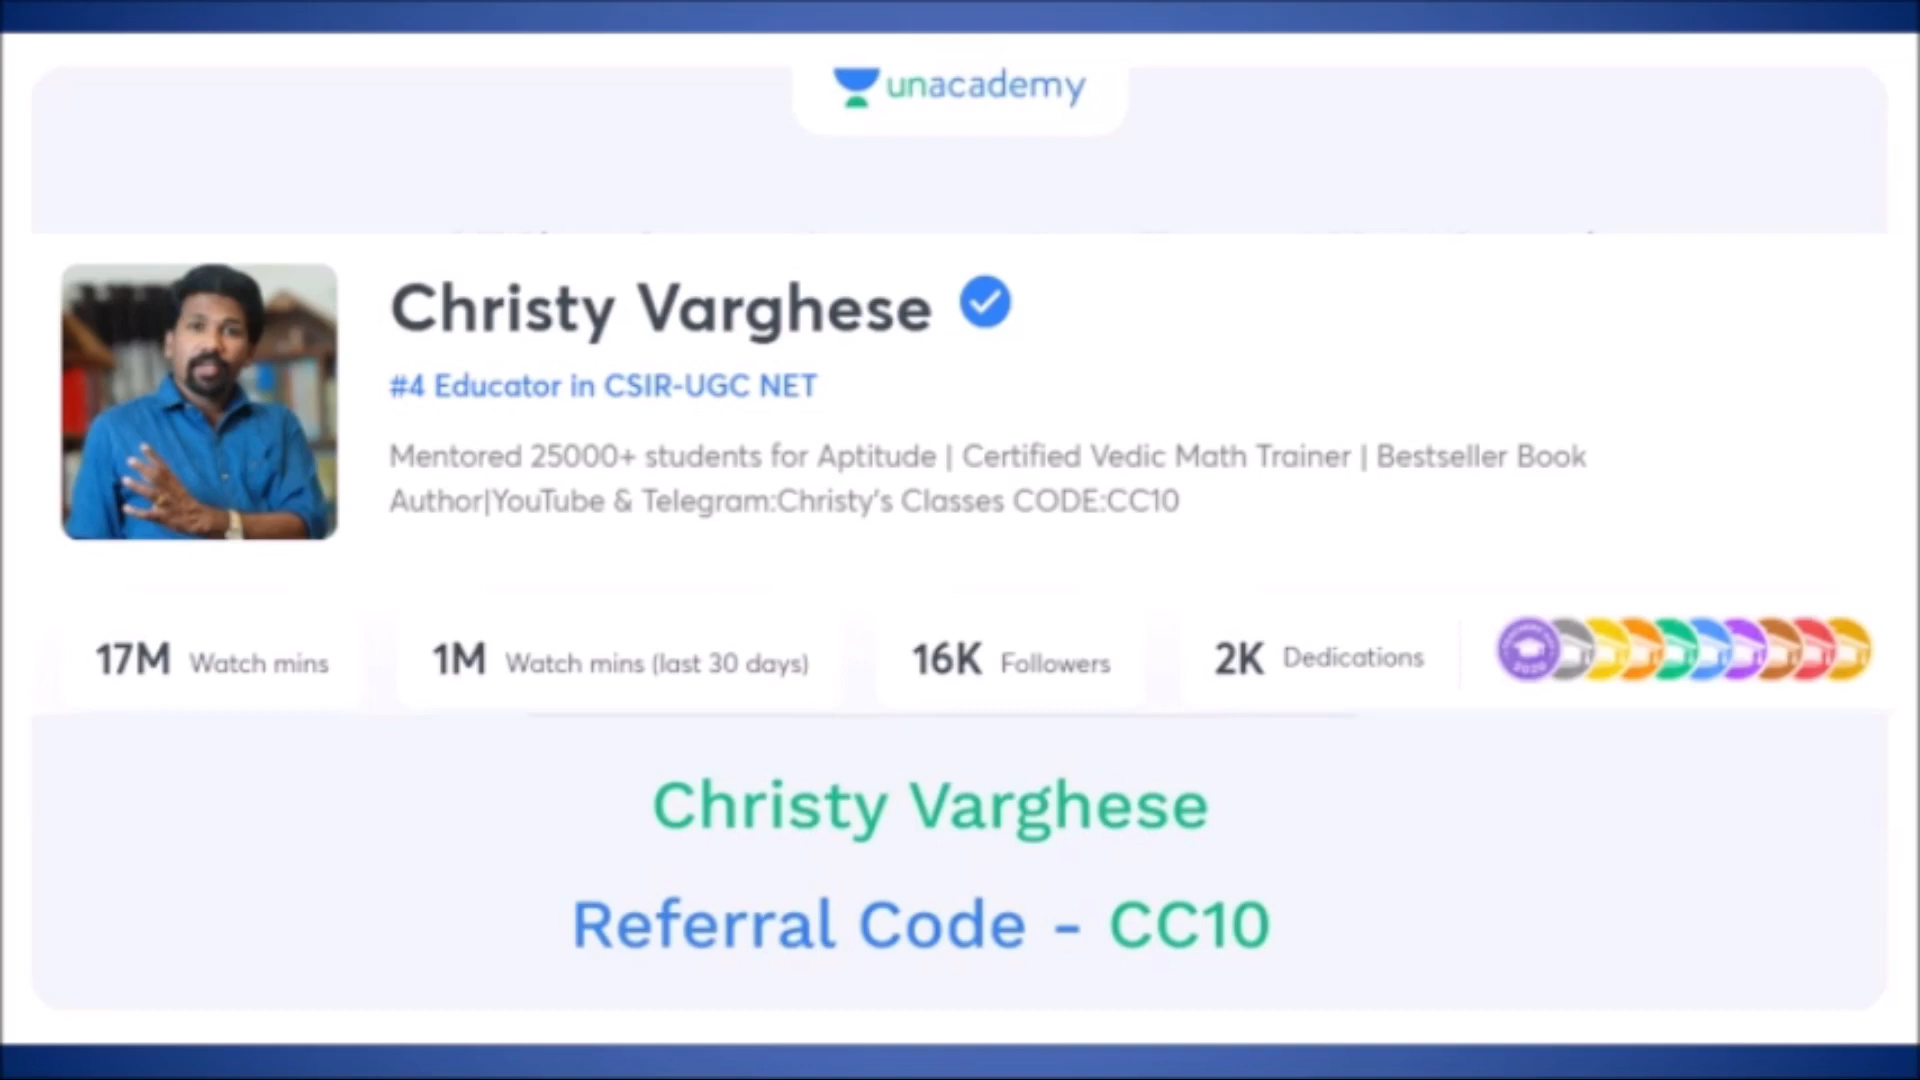 unacademy
Christy Varghese
#4 Educator in CSIR-UGC NET
Mentored 25000+ students for Aptitude | Certified Vedic Math Trainer | Bestseller Book
Author|YouTube & Telegram:Christy's Classes CODE:CC10
17M Watch mins 1M Watch mins (last 30 days) 16K Followers 2K Dedications
2020
Christy Varghese
Referral Code - CC10